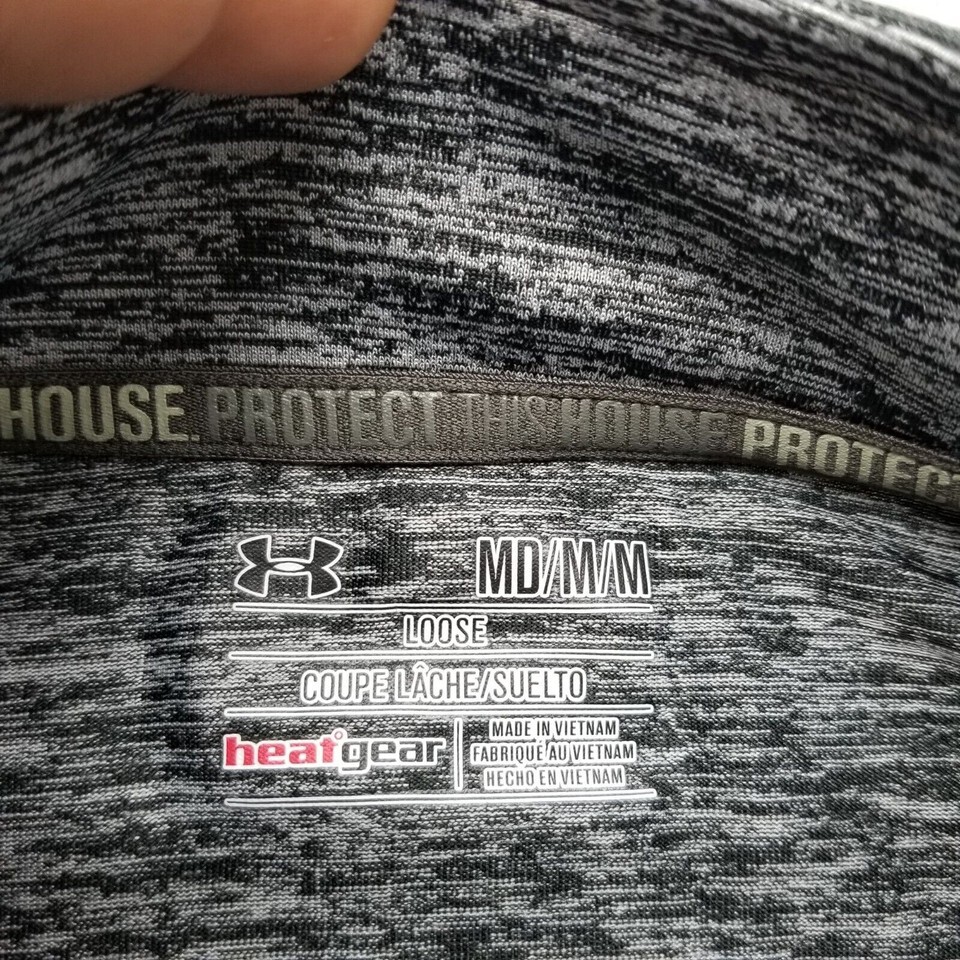 HOUSE. PROTECT THIS HOUSE PROTEC
MD/M/M
LOOSE
COUPE LÂCHE/SUELTO
heatgear
MADE IN VIETNAM
FABRIQUÉ AU VIETNAM
HECHO EN VIETNAM